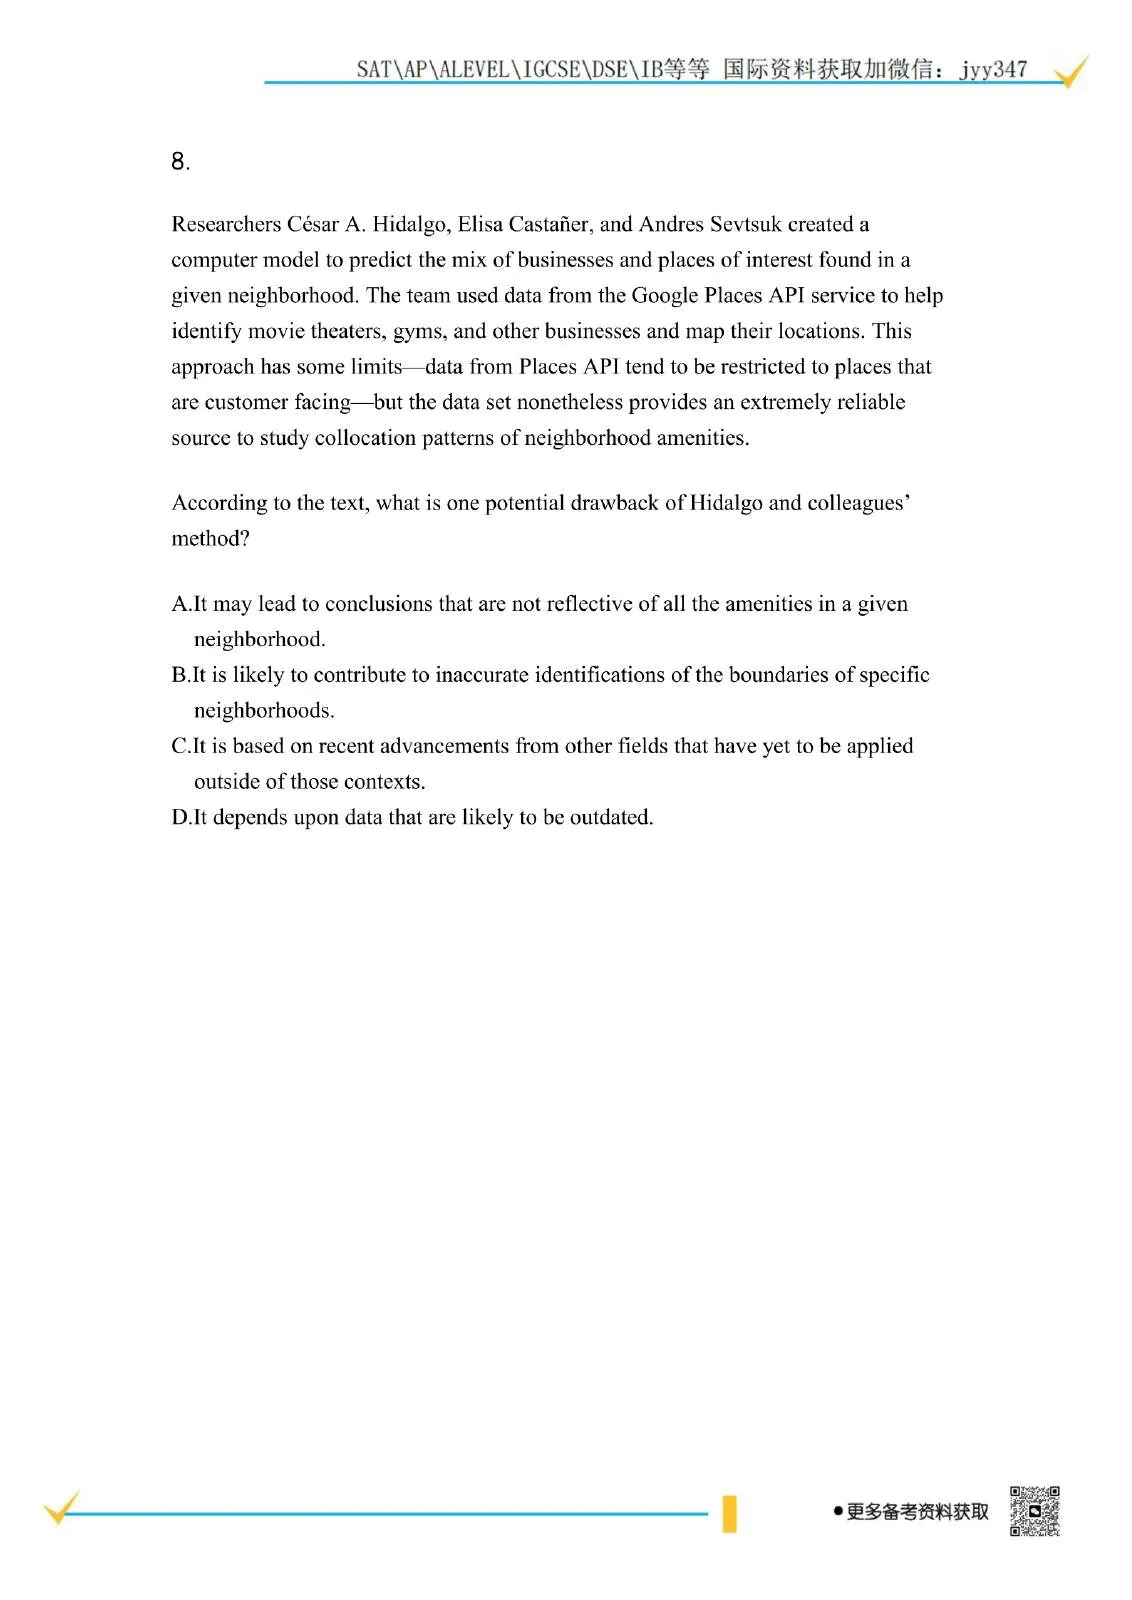 SAT\AP\ALEVEL\IGCSE\DSE\IB等等 国际资料获取加微信：jyy347
8.
Researchers César A. Hidalgo, Elisa Castañer, and Andres Sevtsuk created a
computer model to predict the mix of businesses and places of interest found in a
given neighborhood. The team used data from the Google Places API service to help
identify movie theaters, gyms, and other businesses and map their locations. This
approach has some limits—data from Places API tend to be restricted to places that
are customer facing—but the data set nonetheless provides an extremely reliable
source to study collocation patterns of neighborhood amenities.
According to the text, what is one potential drawback of Hidalgo and colleagues’
method?
A.It may lead to conclusions that are not reflective of all the amenities in a given
neighborhood.
B.It is likely to contribute to inaccurate identifications of the boundaries of specific
neighborhoods.
C.It is based on recent advancements from other fields that have yet to be applied
outside of those contexts.
D.It depends upon data that are likely to be outdated.
●更多备考资料获取